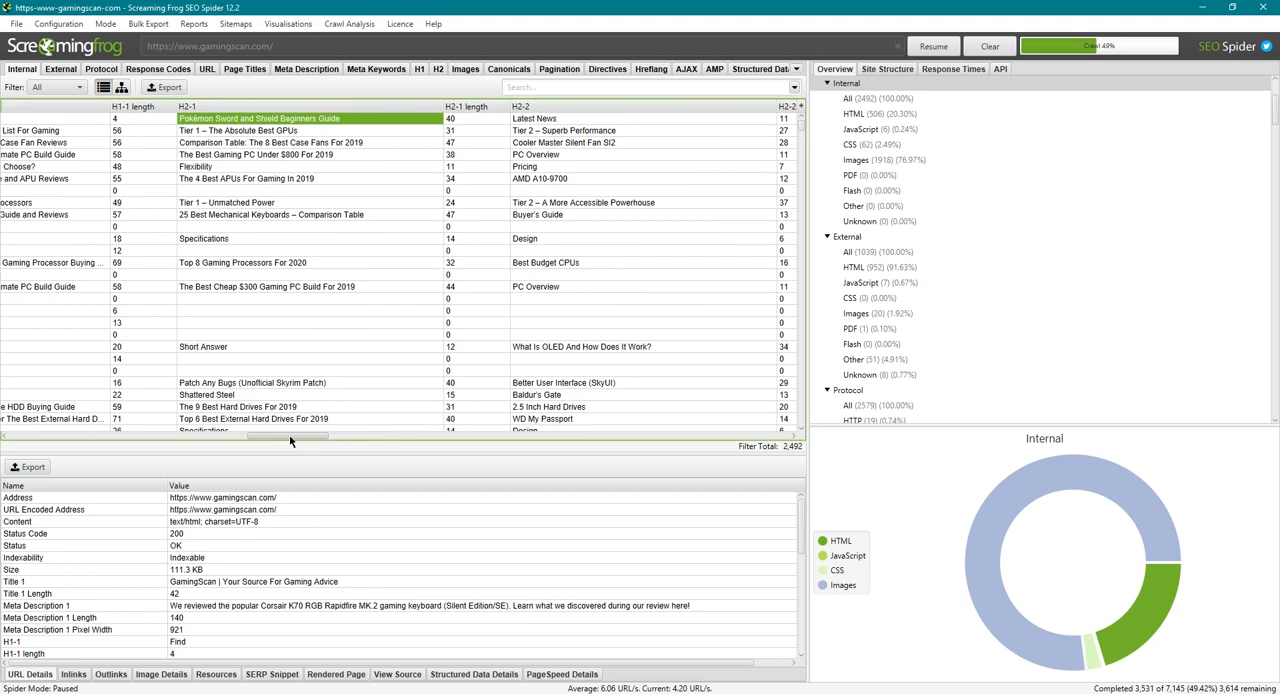 https-www-gamingscan-com - Screaming Frog SEO Spider 12.2
File Configuration Mode Bulk Export Reports Sitemaps Visualisations Crawl Analysis Licence Help
Screamingfrog https://www.gamingscan.com/ Resume Clear Crawl 49% SEO Spider
Internal External Protocol Response Codes URL Page Titles Meta Description Meta Keywords H1 H2 Images Canonicals Pagination Directives Hreflang AJAX AMP Structured Dat
Filter: All Export Search...
H1-1 length H2-1 H2-1 length H2-2 H2-2
4 Pokémon Sword and Shield Beginners Guide 40 Latest News 11
List For Gaming 56 Tier 1 – The Absolute Best GPUs 31 Tier 2 – Superb Performance 27
Case Fan Reviews 56 Comparison Table: The 8 Best Case Fans For 2019 47 Cooler Master Silent Fan SI2 28
mate PC Build Guide 58 The Best Gaming PC Under $800 For 2019 38 PC Overview 11
Choose? 48 Flexibility 11 Pricing 7
and APU Reviews 55 The 4 Best APUs For Gaming In 2019 34 AMD A10-9700 12
0 0 0
ocessors 49 Tier 1 – Unmatched Power 24 Tier 2 – A More Accessible Powerhouse 37
Guide and Reviews 57 25 Best Mechanical Keyboards – Comparison Table 47 Buyer's Guide 13
0 0 0
18 Specifications 14 Design 6
12 0 0
Gaming Processor Buying ... 69 Top 8 Gaming Processors For 2020 32 Best Budget CPUs 16
0 0 0
mate PC Build Guide 58 The Best Cheap $300 Gaming PC Build For 2019 44 PC Overview 11
0 0 0
6 0 0
13 0 0
0 0 0
20 Short Answer 12 What Is OLED And How Does It Work? 34
14 0 0
0 0 0
16 Patch Any Bugs (Unofficial Skyrim Patch) 40 Better User Interface (SkyUI) 29
22 Shattered Steel 15 Baldur's Gate 13
e HDD Buying Guide 59 The 9 Best Hard Drives For 2019 31 2.5 Inch Hard Drives 20
r The Best External Hard D... 71 Top 6 Best External Hard Drives For 2019 40 WD My Passport 14
26 Specifications 14 Design 6
Filter Total: 2,492
Export
Name Value
Address https://www.gamingscan.com/
URL Encoded Address https://www.gamingscan.com/
Content text/html; charset=UTF-8
Status Code 200
Status OK
Indexability Indexable
Size 111.3 KB
Title 1 GamingScan | Your Source For Gaming Advice
Title 1 Length 42
Meta Description 1 We reviewed the popular Corsair K70 RGB Rapidfire MK.2 gaming keyboard (Silent Edition/SE). Learn what we discovered during our review here!
Meta Description 1 Length 140
Meta Description 1 Pixel Width 921
H1-1 Find
H1-1 length 4
URL Details Inlinks Outlinks Image Details Resources SERP Snippet Rendered Page View Source Structured Data Details PageSpeed Details
Overview Site Structure Response Times API
Internal
All (2492) (100.00%)
HTML (506) (20.30%)
JavaScript (6) (0.24%)
CSS (62) (2.49%)
Images (1918) (76.97%)
PDF (0) (0.00%)
Flash (0) (0.00%)
Other (0) (0.00%)
Unknown (0) (0.00%)
External
All (1039) (100.00%)
HTML (952) (91.63%)
JavaScript (7) (0.67%)
CSS (0) (0.00%)
Images (20) (1.92%)
PDF (1) (0.10%)
Flash (0) (0.00%)
Other (51) (4.91%)
Unknown (8) (0.77%)
Protocol
All (2579) (100.00%)
HTTP (19) (0.74%)
Internal
HTML
JavaScript
CSS
Images
Spider Mode: Paused Average: 6.06 URL/s. Current: 4.20 URL/s. Completed 3,531 of 7,145 (49.42%) 3,614 remaining